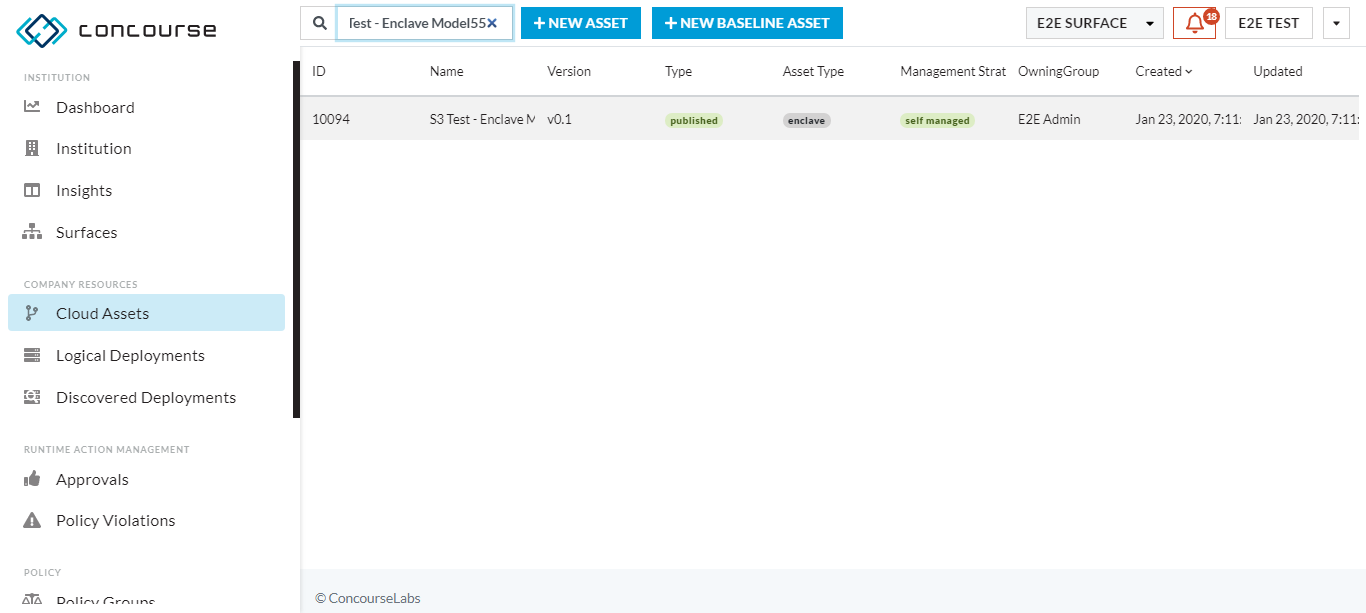 concourse
Test - Enclave Model55
NEW ASSET
NEW BASELINE ASSET
E2E SURFACE
18
E2E TEST
INSTITUTION
Dashboard
Institution
Insights
Surfaces
COMPANY RESOURCES
Cloud Assets
Logical Deployments
Discovered Deployments
RUNTIME ACTION MANAGEMENT
Approvals
Policy Violations
POLICY
Policy Groups
ID Name Version Type Asset Type Management Strat OwningGroup Created Updated
10094 S3 Test - Enclave M v0.1 published enclave self managed E2E Admin Jan 23, 2020, 7:11: Jan 23, 2020, 7:11:
© ConcourseLabs